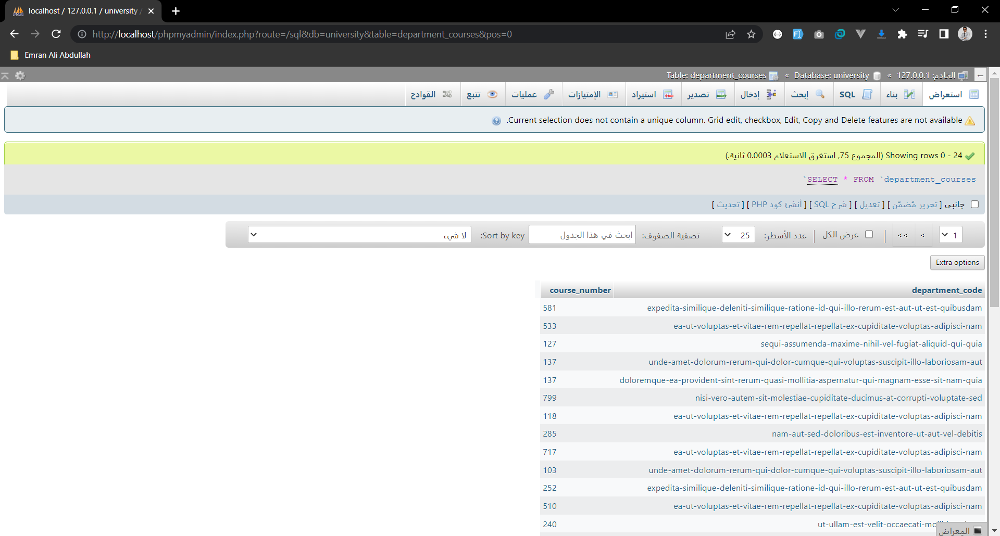 localhost / 127.0.0.1 / university /
http://localhost/phpmyadmin/index.php?route=/sql&db=university&table=department_courses&pos=0
Emran Ali Abdullah
الخادم: 127.0.0.1 » Database: university » Table: department_courses
استعراض بناء SQL إبحث إدخال تصدير استيراد الإمتيازات عمليات تتبع القوادح
Current selection does not contain a unique column. Grid edit, checkbox, Edit, Copy and Delete features are not available.
Showing rows 0 - 24 (المجموع 75, استغرق الاستعلام 0.0003 ثانية.)
SELECT * FROM `department_courses`
جانبي [ تحرير مُضمّن ] [ تعديل ] [ شرح SQL ] [ أنشئ كود PHP ] [ تحديث ]
1 > >> | عرض الكل | عدد الأسطر: 25 تصفية الصفوف: ابحث في هذا الجدول Sort by key: لا شيء
Extra options
department_code course_number
expedita-similique-deleniti-similique-ratione-id-qui-illo-rerum-est-aut-ut-est-quibusdam 581
ea-ut-voluptas-et-vitae-rem-repellat-repellat-ex-cupiditate-voluptas-adipisci-nam 533
sequi-assumenda-maxime-nihil-vel-fugiat-aliquid-qui-quia 127
unde-amet-dolorum-rerum-qui-dolor-cumque-qui-voluptas-suscipit-illo-laboriosam-aut 137
doloremque-ea-provident-sint-rerum-quasi-mollitia-aspernatur-qui-magnam-esse-sit-nam-quia 137
nisi-vero-autem-sit-molestiae-cupiditate-ducimus-at-corrupti-voluptate-sed 799
ea-ut-voluptas-et-vitae-rem-repellat-repellat-ex-cupiditate-voluptas-adipisci-nam 118
nam-aut-sed-doloribus-est-inventore-ut-aut-vel-debitis 285
ea-ut-voluptas-et-vitae-rem-repellat-repellat-ex-cupiditate-voluptas-adipisci-nam 717
unde-amet-dolorum-rerum-qui-dolor-cumque-qui-voluptas-suscipit-illo-laboriosam-aut 103
expedita-similique-deleniti-similique-ratione-id-qui-illo-rerum-est-aut-ut-est-quibusdam 252
ea-ut-voluptas-et-vitae-rem-repellat-repellat-ex-cupiditate-voluptas-adipisci-nam 510
ut-ullam-est-velit-occaecati- 240
المعراض